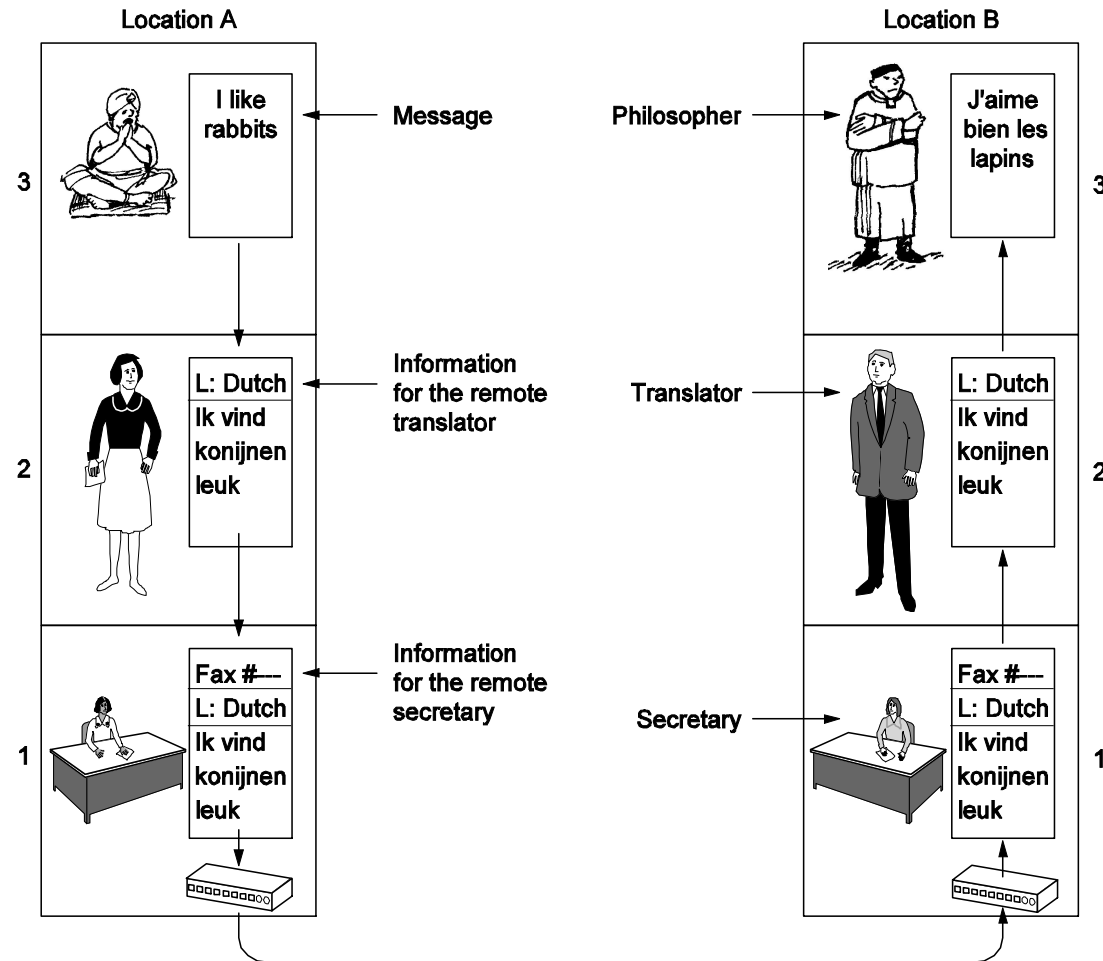 Location A
Location B
I like
rabbits
Message
Philosopher
J'aime
bien les
lapins
3
3
L: Dutch
Ik vind
konijnen
leuk
Information
for the remote
translator
Translator
L: Dutch
Ik vind
konijnen
leuk
2
2
Fax #---
L: Dutch
Ik vind
konijnen
leuk
Information
for the remote
secretary
Secretary
Fax #---
L: Dutch
Ik vind
konijnen
leuk
1
1